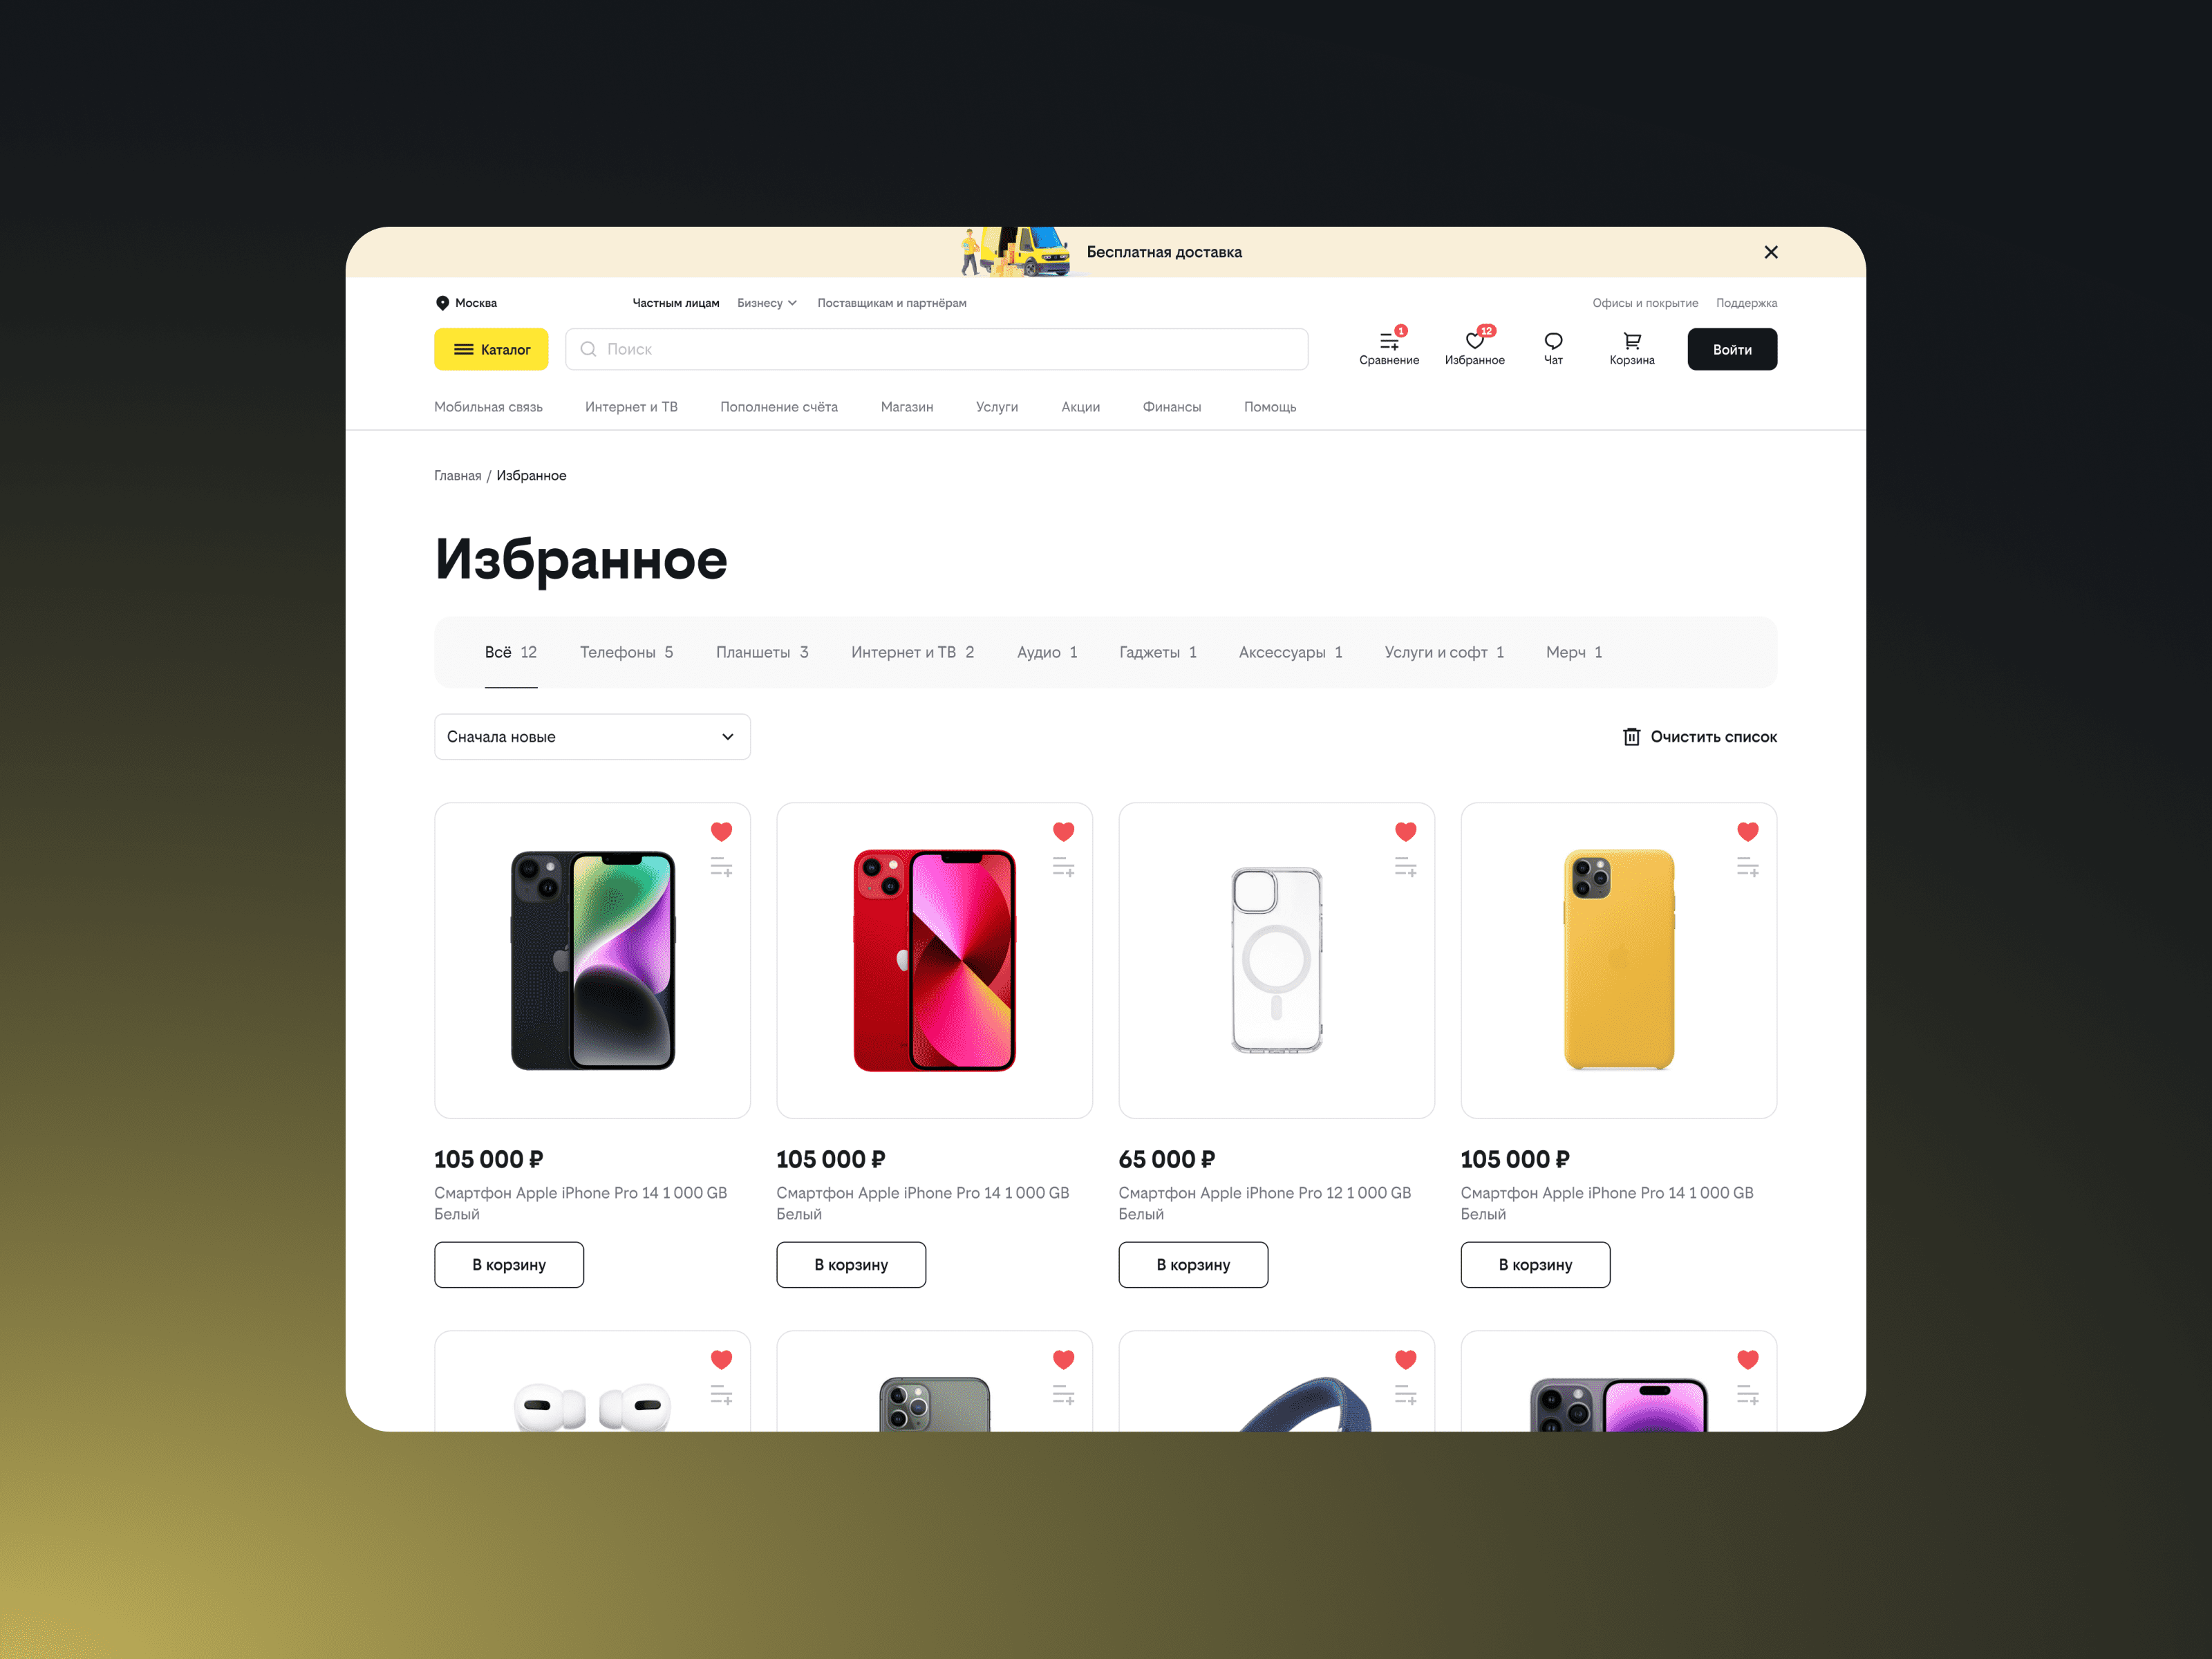 Бесплатная доставка
Москва
Частным лицам Бизнесу Поставщикам и партнёрам
Офисы и покрытие Поддержка
Каталог
Поиск
1
Сравнение
12
Избранное
Чат
Корзина
Войти
Мобильная связь Интернет и ТВ Пополнение счёта Магазин Услуги Акции Финансы Помощь
Главная / Избранное
Избранное
Всё 12 Телефоны 5 Планшеты 3 Интернет и ТВ 2 Аудио 1 Гаджеты 1 Аксессуары 1 Услуги и софт 1 Мерч 1
Сначала новые
Очистить список
105 000 ₽
Смартфон Apple iPhone Pro 14 1 000 GB
Белый
В корзину
105 000 ₽
Смартфон Apple iPhone Pro 14 1 000 GB
Белый
В корзину
65 000 ₽
Смартфон Apple iPhone Pro 12 1 000 GB
Белый
В корзину
105 000 ₽
Смартфон Apple iPhone Pro 14 1 000 GB
Белый
В корзину